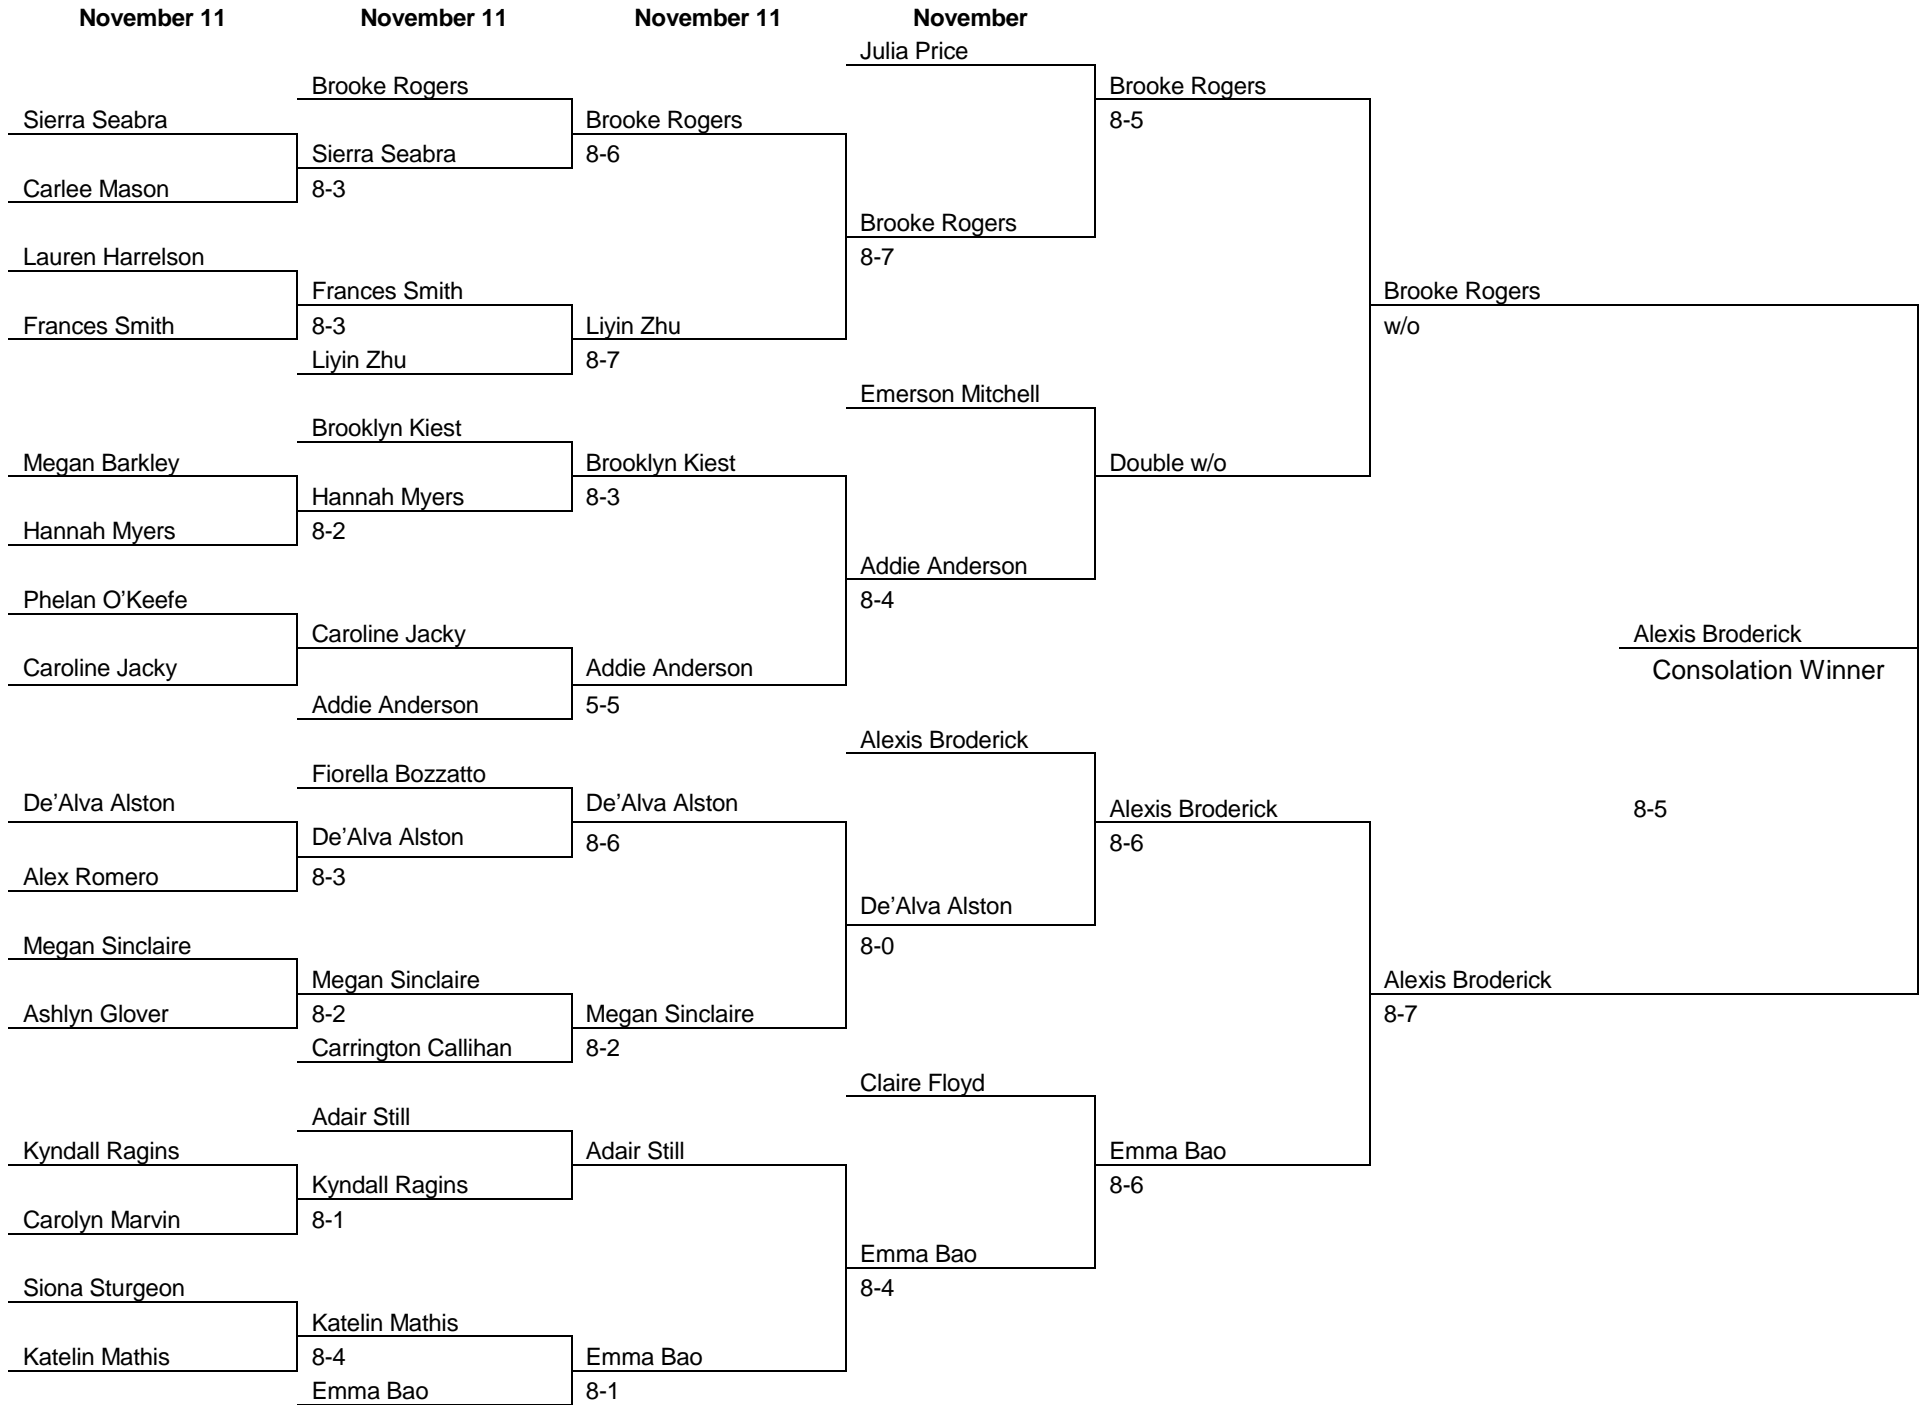 November 11 November 11 November 11 November
Julia Price
Brooke Rogers Brooke Rogers
Sierra Seabra Brooke Rogers 8-5
Sierra Seabra 8-6
Carlee Mason 8-3
Brooke Rogers
Lauren Harrelson 8-7
Frances Smith Brooke Rogers
Frances Smith 8-3 Liyin Zhu w/o
Liyin Zhu 8-7
Emerson Mitchell
Brooklyn Kiest
Megan Barkley Brooklyn Kiest Double w/o
Hannah Myers 8-3
Hannah Myers 8-2
Addie Anderson
Phelan O’Keefe 8-4
Caroline Jacky Alexis Broderick
Caroline Jacky Addie Anderson Consolation Winner
Addie Anderson 5-5
Alexis Broderick
Fiorella Bozzatto
De’Alva Alston De’Alva Alston Alexis Broderick 8-5
De’Alva Alston 8-6 8-6
Alex Romero 8-3
De’Alva Alston
Megan Sinclaire 8-0
Megan Sinclaire Alexis Broderick
Ashlyn Glover 8-2 Megan Sinclaire 8-7
Carrington Callihan 8-2
Claire Floyd
Adair Still
Kyndall Ragins Adair Still Emma Bao
Kyndall Ragins 8-6
Carolyn Marvin 8-1
Emma Bao
Siona Sturgeon 8-4
Katelin Mathis
Katelin Mathis 8-4 Emma Bao
Emma Bao 8-1